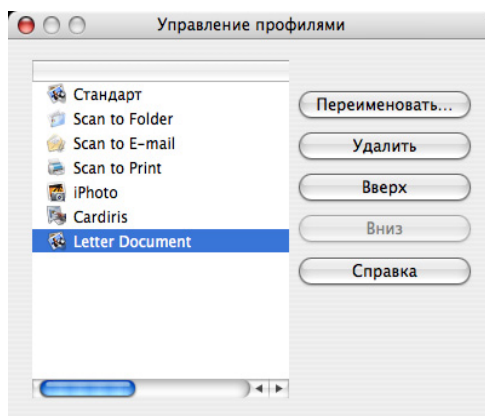 Управление профилями
Стандарт
Scan to Folder
Scan to E-mail
Scan to Print
iPhoto
Cardiris
Letter Document
Переименовать...
Удалить
Вверх
Вниз
Справка